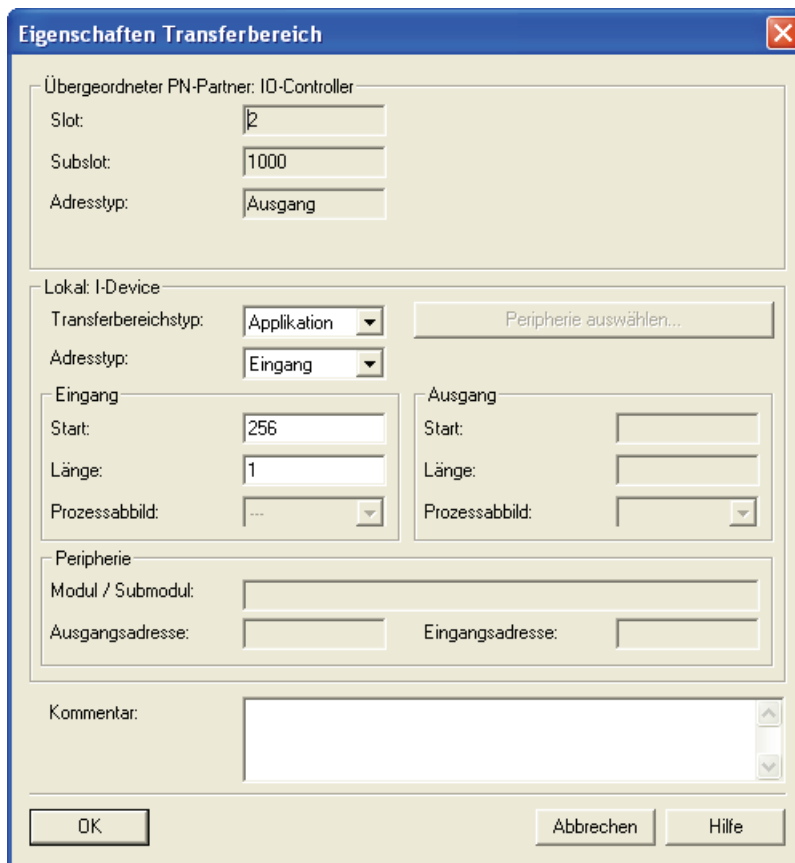 Eigenschaften Transferbereich
Übergeordneter PN-Partner: IO-Controller
Slot: 2
Subslot: 1000
Adresstyp: Ausgang
Lokal: I-Device
Transferbereichstyp: Applikation Peripherie auswählen...
Adresstyp: Eingang
Eingang Ausgang
Start: 256 Start:
Länge: 1 Länge:
Prozessabbild: --- Prozessabbild:
Peripherie
Modul / Submodul:
Ausgangsadresse: Eingangsadresse:
Kommentar:
OK Abbrechen Hilfe